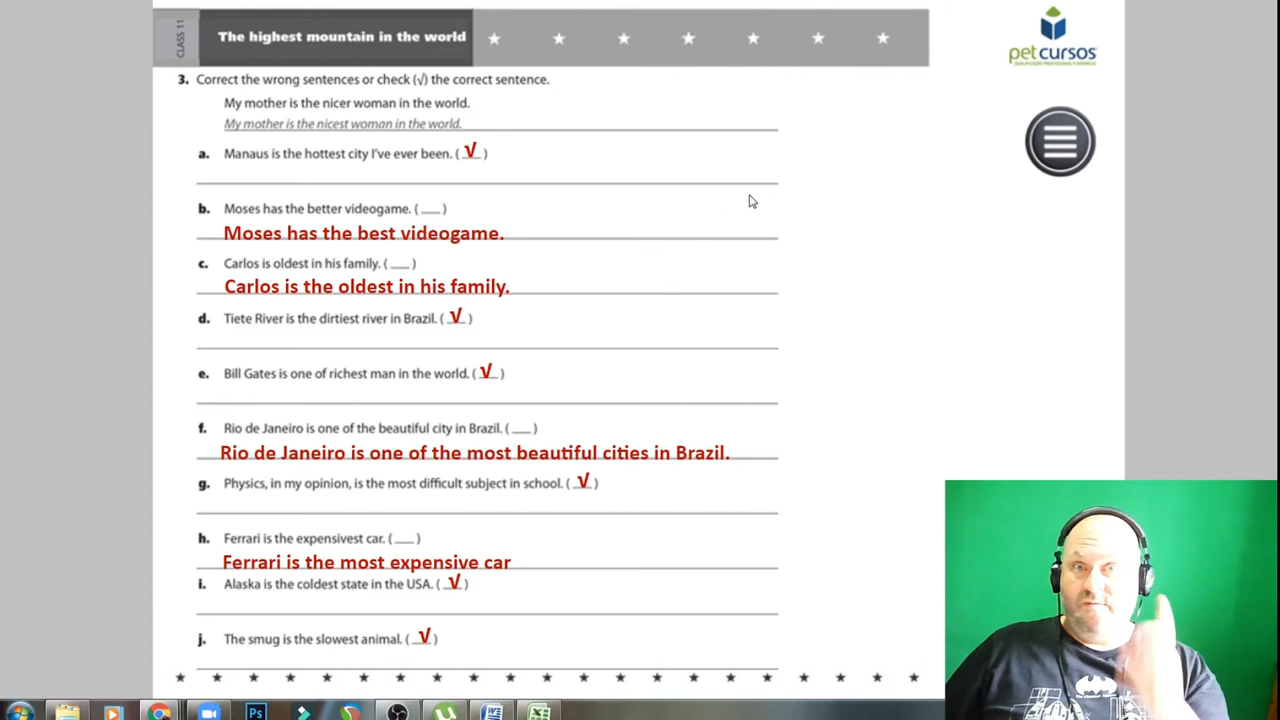 CLASS 11
The highest mountain in the world
petcursos
3. Correct the wrong sentences or check (√) the correct sentence.
My mother is the nicer woman in the world.
My mother is the nicest woman in the world.
a. Manaus is the hottest city I've ever been. ( √ )
b. Moses has the better videogame. ( __ )
Moses has the best videogame.
c. Carlos is oldest in his family. ( __ )
Carlos is the oldest in his family.
d. Tiete River is the dirtiest river in Brazil. ( √ )
e. Bill Gates is one of richest man in the world. ( √ )
f. Rio de Janeiro is one of the beautiful city in Brazil. ( __ )
Rio de Janeiro is one of the most beautiful cities in Brazil.
g. Physics, in my opinion, is the most difficult subject in school. ( √ )
h. Ferrari is the expensivest car. ( __ )
Ferrari is the most expensive car
i. Alaska is the coldest state in the USA. ( √ )
j. The smug is the slowest animal. ( √ )
Ps